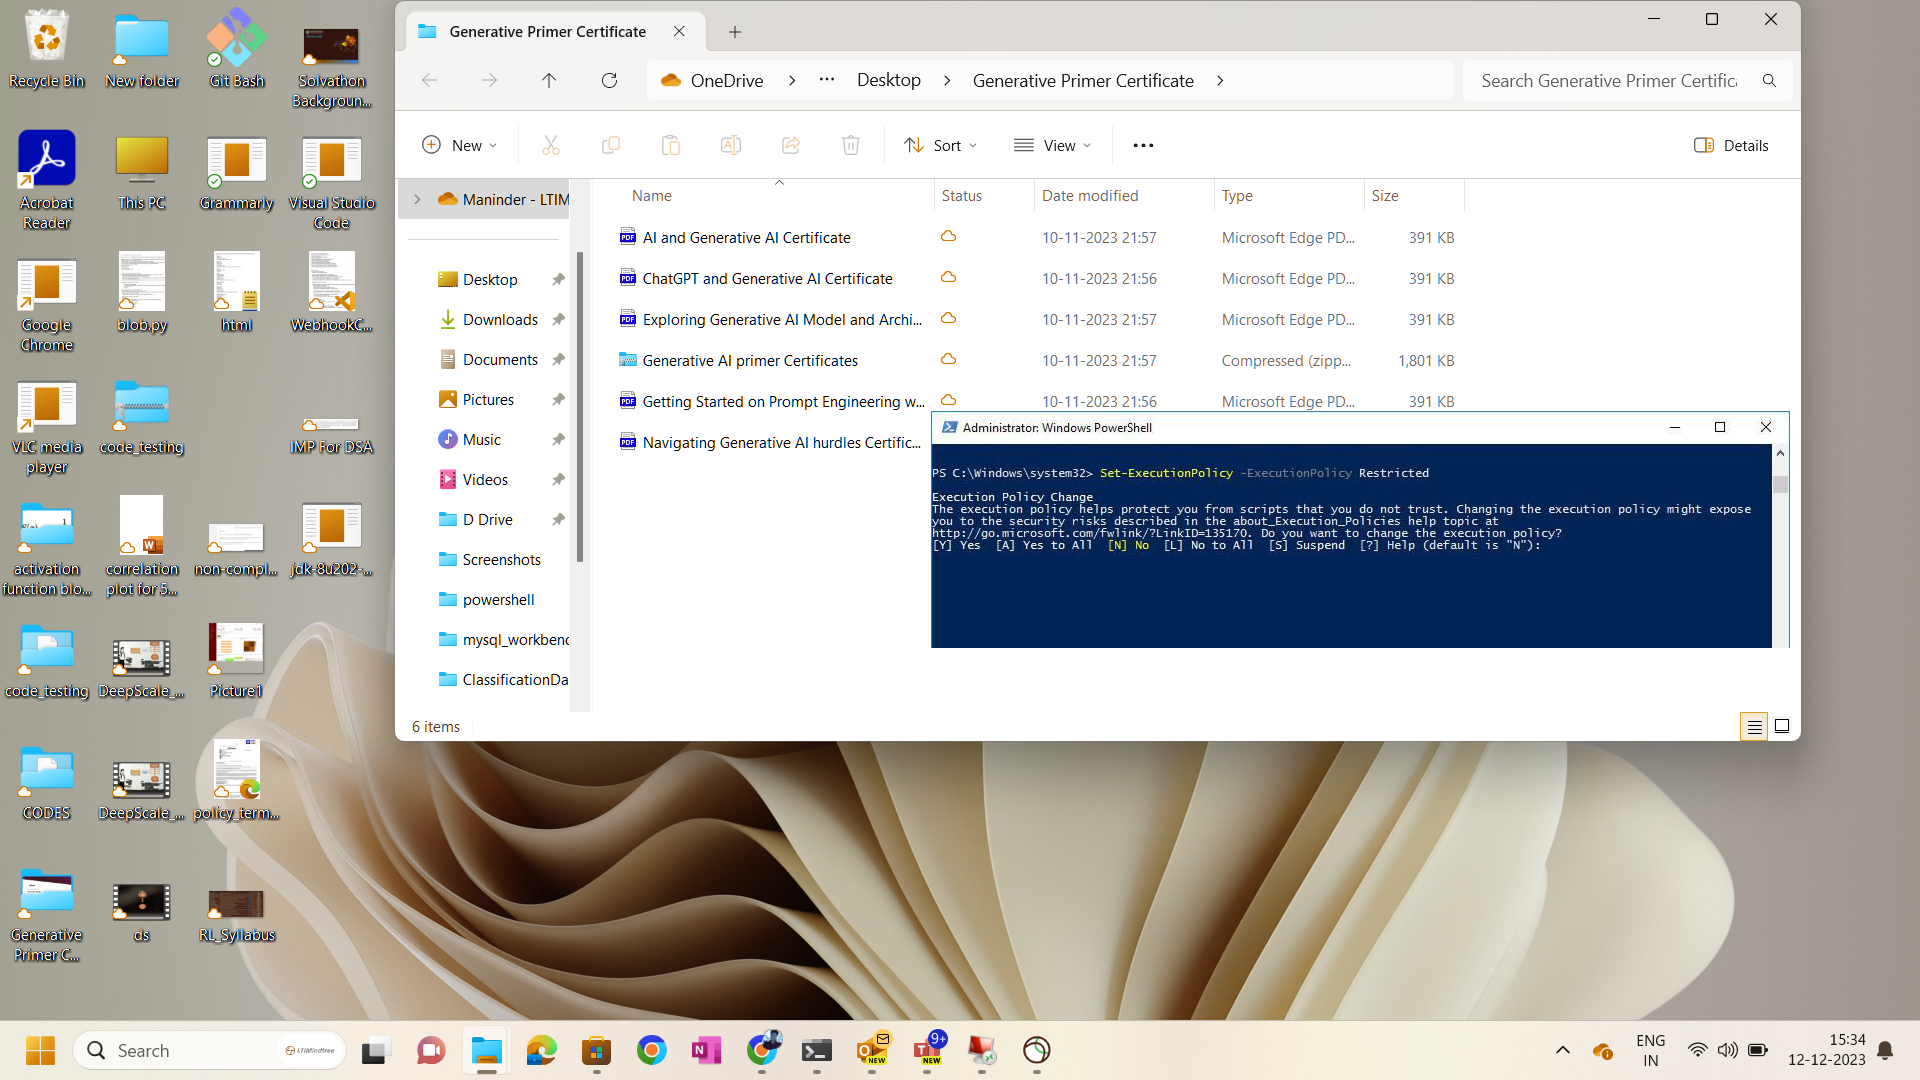 Recycle Bin
New folder
Git Bash
Solvathon
Backgroun...
Acrobat
Reader
This PC
Grammarly
Visual Studio
Code
Google
Chrome
blob.py
html
WebhookC...
VLC media
player
code_testing
IMP For DSA
activation
function blo...
correlation
plot for 5...
non-compl...
jdk-8u202-...
code_testing
DeepScale_...
Picture1
CODES
DeepScale_...
policy_term...
Generative
Primer C...
ds
RL_Syllabus
Generative Primer Certificate
OneDrive
Desktop
Generative Primer Certificate
Search Generative Primer Certific
New
Sort
View
Details
Maninder - LTIM
Desktop
Downloads
Documents
Pictures
Music
Videos
D Drive
Screenshots
powershell
mysql_workbenc
ClassificationDa
Name Status Date modified Type Size
AI and Generative AI Certificate 10-11-2023 21:57 Microsoft Edge PD... 391 KB
ChatGPT and Generative AI Certificate 10-11-2023 21:56 Microsoft Edge PD... 391 KB
Exploring Generative AI Model and Archi... 10-11-2023 21:57 Microsoft Edge PD... 391 KB
Generative AI primer Certificates 10-11-2023 21:57 Compressed (zipp... 1,801 KB
Getting Started on Prompt Engineering w... 10-11-2023 21:56 Microsoft Edge PD... 391 KB
Navigating Generative AI hurdles Certific...
6 items
Administrator: Windows PowerShell
PS C:\Windows\system32> Set-ExecutionPolicy -ExecutionPolicy Restricted
Execution Policy Change
The execution policy helps protect you from scripts that you do not trust. Changing the execution policy might expose
you to the security risks described in the about_Execution_Policies help topic at
http://go.microsoft.com/fwlink/?LinkID=135170. Do you want to change the execution policy?
[Y] Yes [A] Yes to All [N] No [L] No to All [S] Suspend [?] Help (default is "N"):
Search
LTIMindtree
NEW
9+
NEW
ENG
IN
15:34
12-12-2023